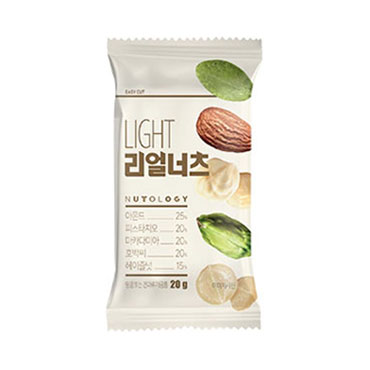 EASY CUT
LIGHT
리얼너츠
NUTOLOGY
아몬드 25%
피스타치오 20%
마카다미아 20%
호박씨 20%
헤이즐넛 15%
20 g